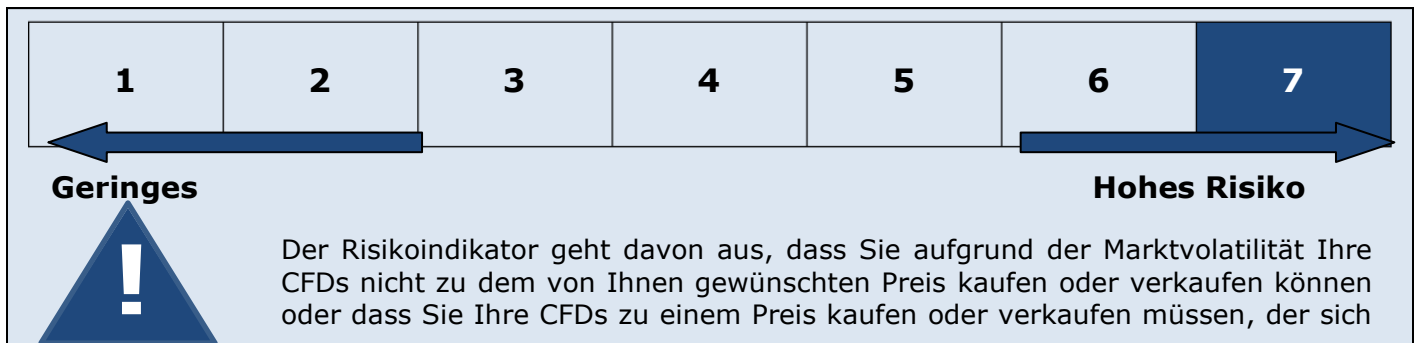 1 2 3 4 5 6 7
Geringes Hohes Risiko
!
Der Risikoindikator geht davon aus, dass Sie aufgrund der Marktvolatilität Ihre
CFDs nicht zu dem von Ihnen gewünschten Preis kaufen oder verkaufen können
oder dass Sie Ihre CFDs zu einem Preis kaufen oder verkaufen müssen, der sich